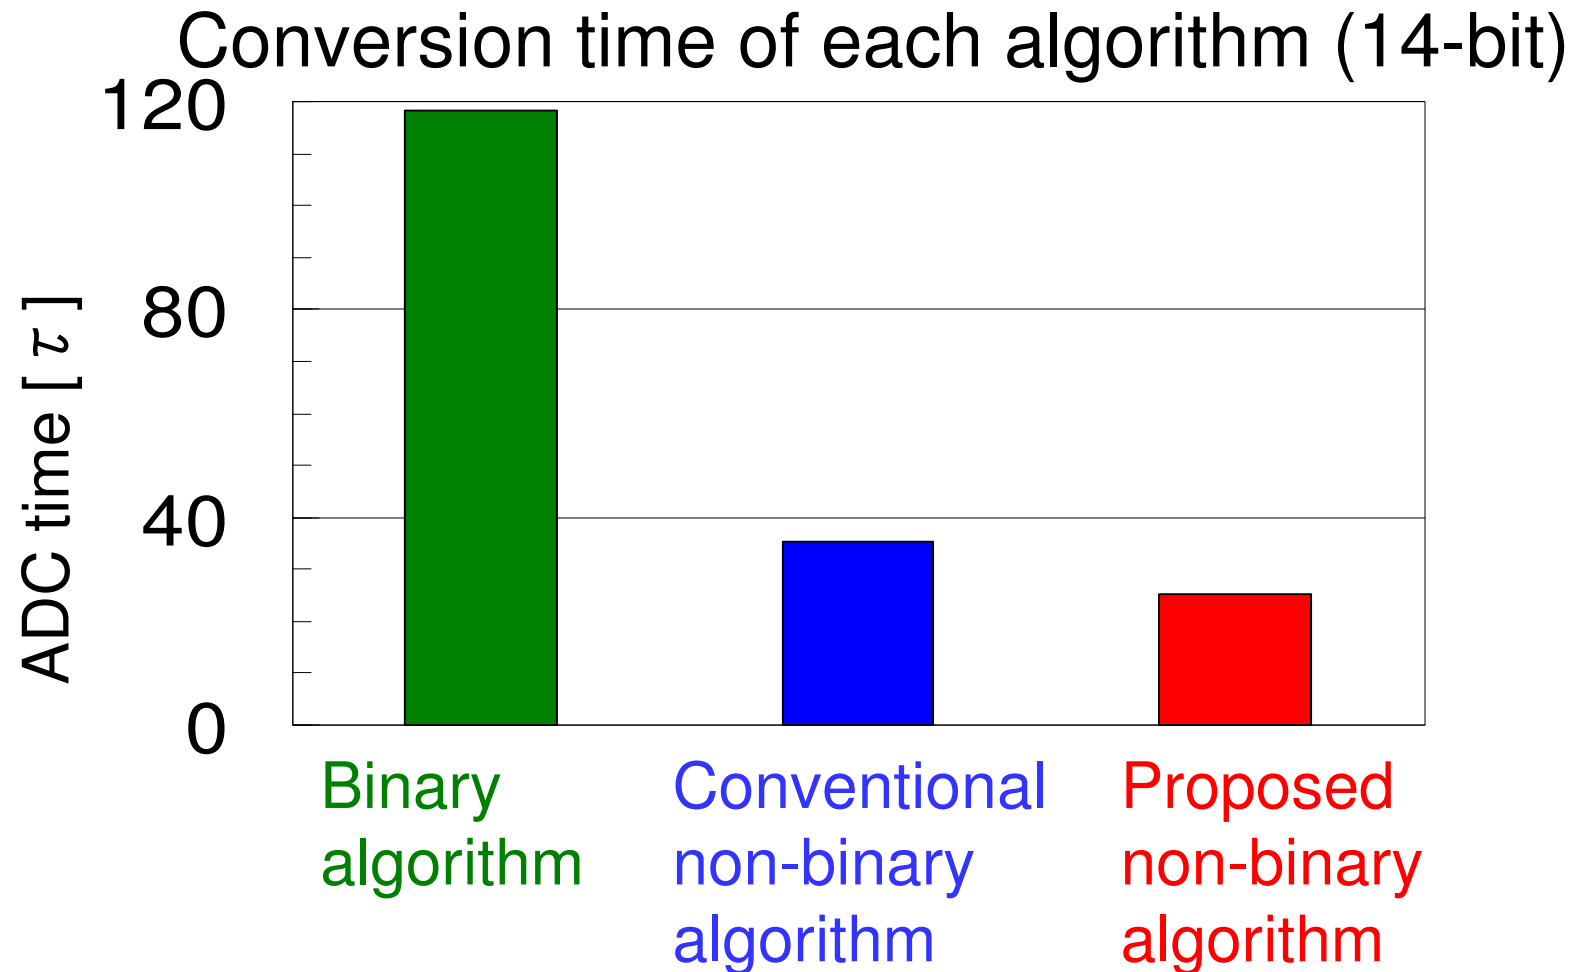 Conversion time of each algorithm (14-bit)
120
80
40
0
ADC time [ τ ]
Binary
algorithm
Conventional
non-binary
algorithm
Proposed
non-binary
algorithm